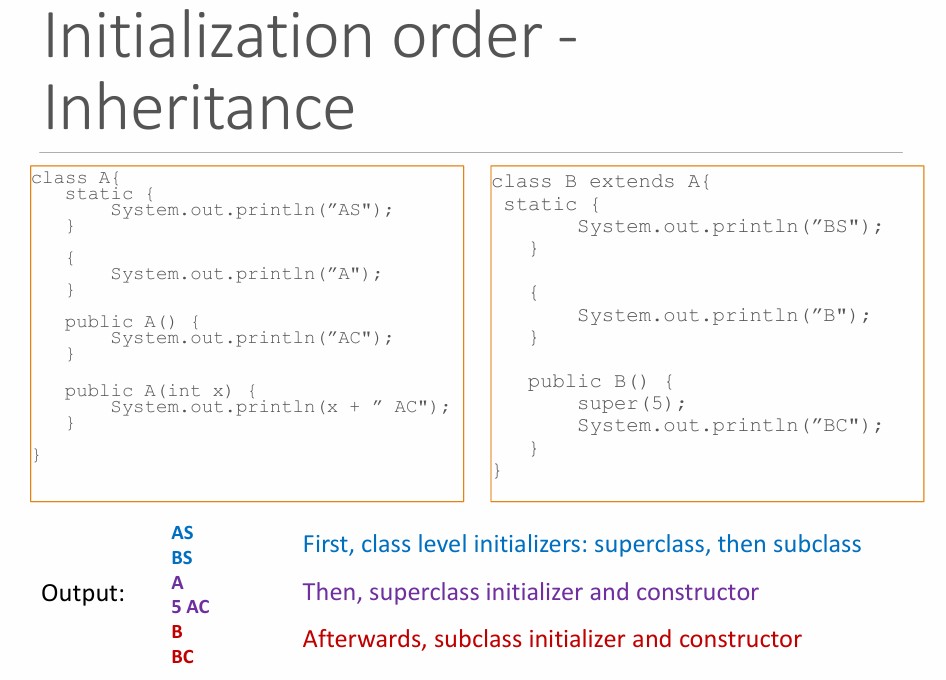 Initialization order -
Inheritance
class A{
static {
System.out.println(”AS");
}
{
System.out.println(”A");
}
public A() {
System.out.println(”AC");
}
public A(int x) {
System.out.println(x + ” AC");
}
}
class B extends A{
static {
System.out.println(”BS");
}
{
System.out.println(”B");
}
public B() {
super(5);
System.out.println(”BC");
}
}
Output:
AS
BS
A
5 AC
B
BC
First, class level initializers: superclass, then subclass
Then, superclass initializer and constructor
Afterwards, subclass initializer and constructor